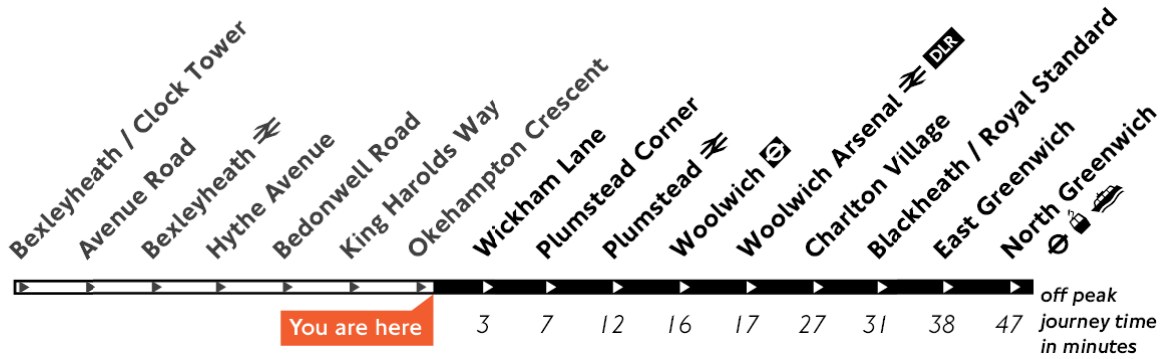 Bexleyheath / Clock Tower
Avenue Road
Bexleyheath
Hythe Avenue
Bedonwell Road
King Harolds Way
Okehampton Crescent
Wickham Lane
Plumstead Corner
Plumstead
Woolwich
Woolwich Arsenal DLR
Charlton Village
Blackheath / Royal Standard
East Greenwich
North Greenwich
You are here
3 7 12 16 17 27 31 38 47
off peak
journey time
in minutes